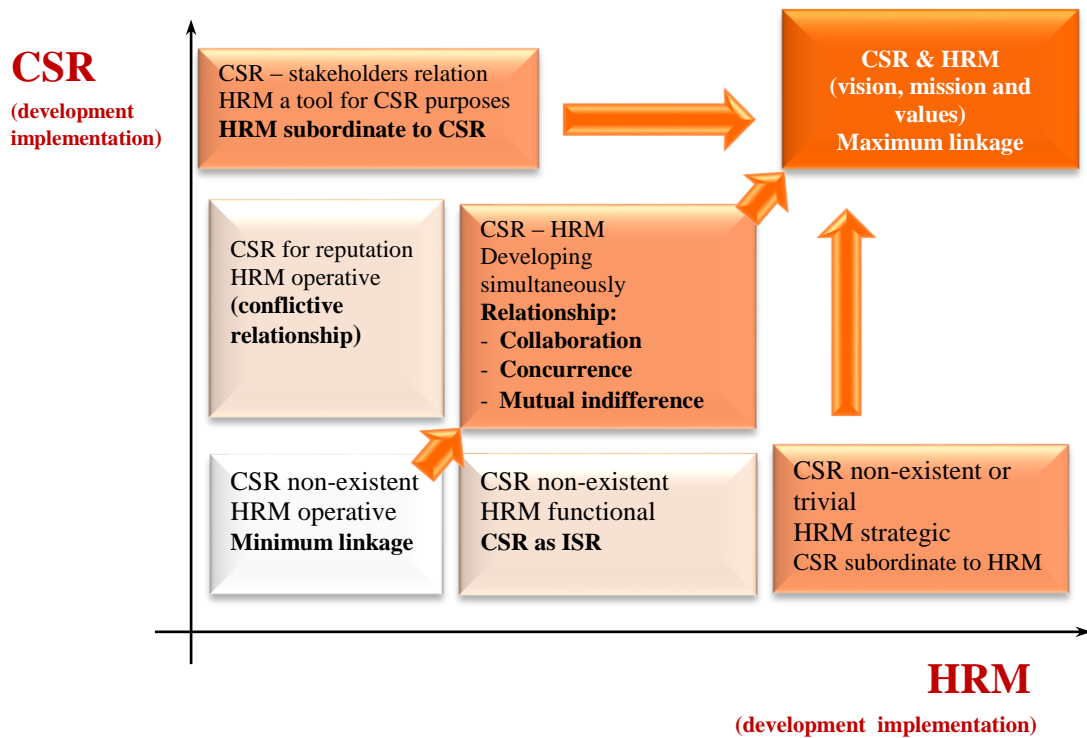 CSR
(development
implementation)
CSR – stakeholders relation
HRM a tool for CSR purposes
HRM subordinate to CSR
CSR & HRM
(vision, mission and
values)
Maximum linkage
CSR for reputation
HRM operative
(conflictive
relationship)
CSR – HRM
Developing
simultaneously
Relationship:
- Collaboration
- Concurrence
- Mutual indifference
CSR non-existent
HRM operative
Minimum linkage
CSR non-existent
HRM functional
CSR as ISR
CSR non-existent or
trivial
HRM strategic
CSR subordinate to HRM
HRM
(development implementation)